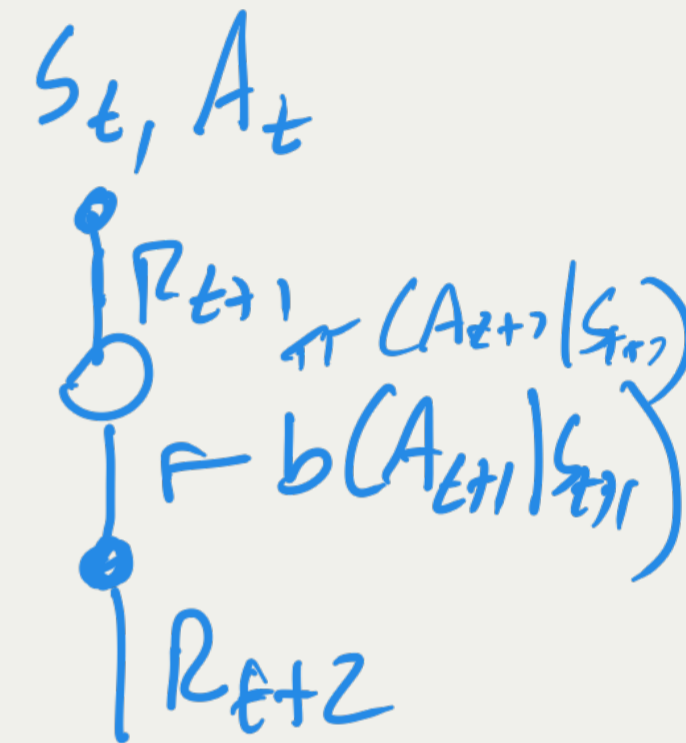 S_t, A_t
R_{t+1}
π(A_{t+1}|S_{t+1})
b(A_{t+1}|S_{t+1})
R_{t+2}